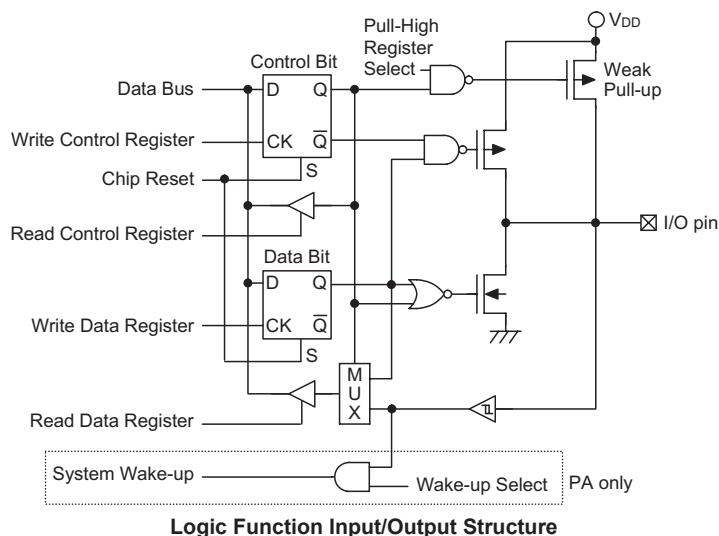 VDD
Pull-High
Register
Select
Weak
Pull-up
Control Bit
Data Bus
D
Q
Write Control Register
CK
Q
Chip Reset
S
Read Control Register
I/O pin
Data Bit
D
Q
Write Data Register
CK
Q
S
M
U
X
Read Data Register
System Wake-up
Wake-up Select
PA only
Logic Function Input/Output Structure